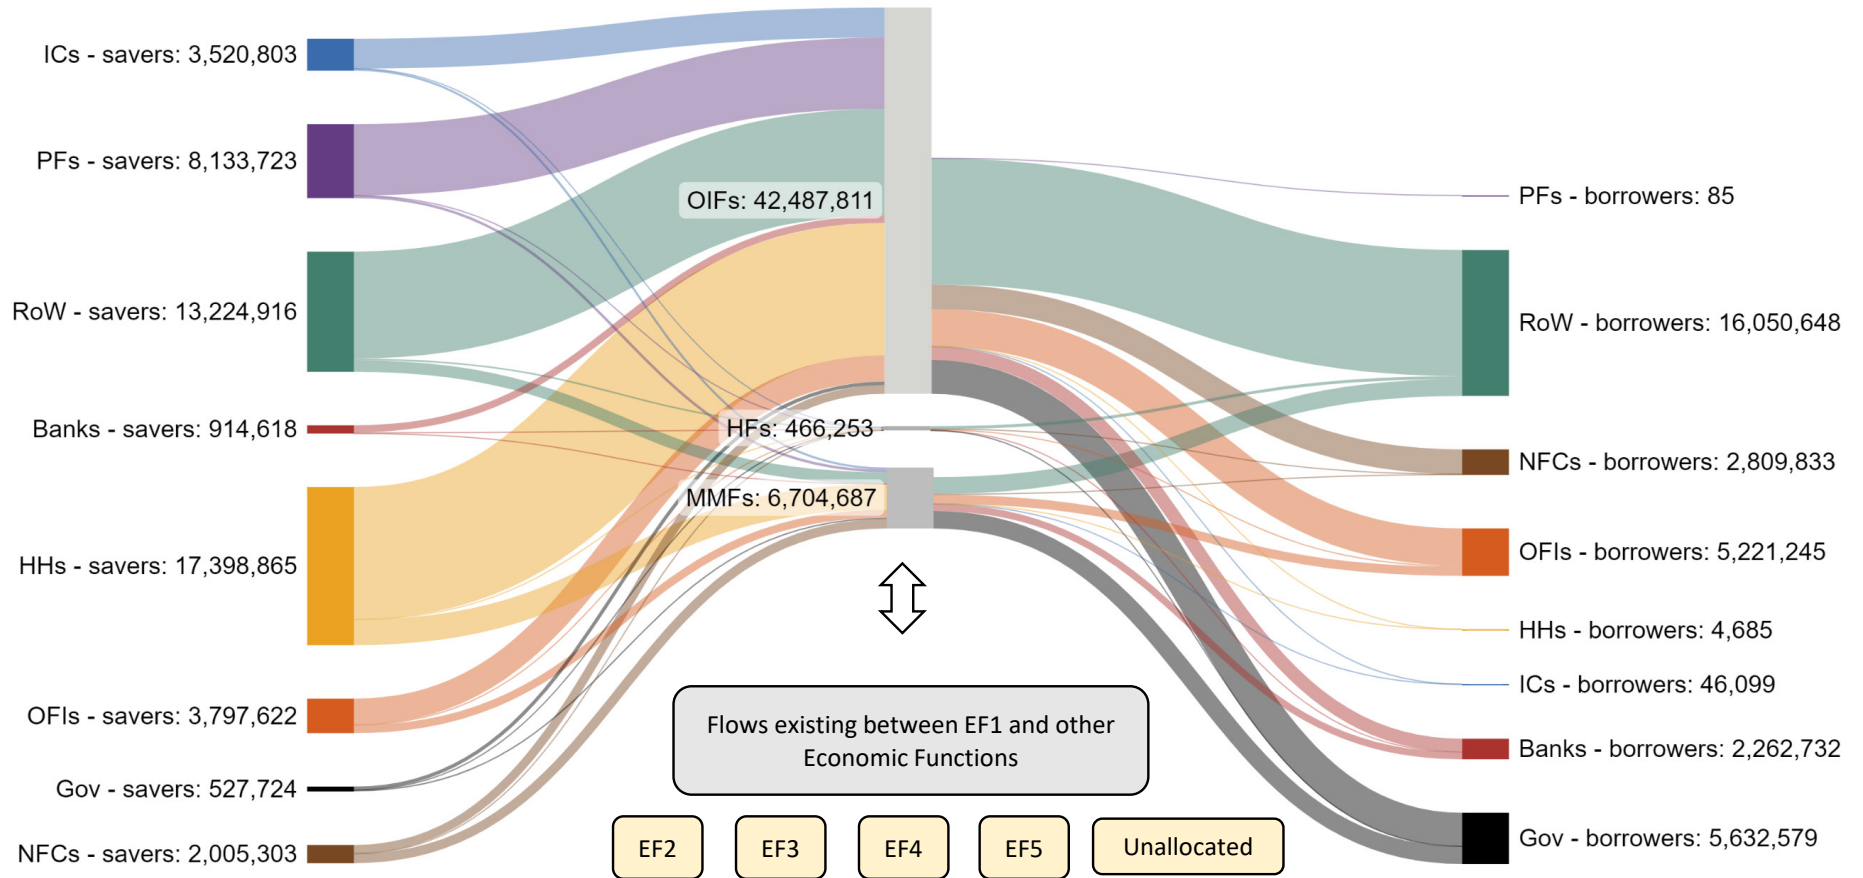 ICs - savers: 3,520,803
PFs - savers: 8,133,723
RoW - savers: 13,224,916
Banks - savers: 914,618
HHs - savers: 17,398,865
OFIs - savers: 3,797,622
Gov - savers: 527,724
NFCs - savers: 2,005,303
OIFs: 42,487,811
HFs: 466,253
MMFs: 6,704,687
PFs - borrowers: 85
RoW - borrowers: 16,050,648
NFCs - borrowers: 2,809,833
OFIs - borrowers: 5,221,245
HHs - borrowers: 4,685
ICs - borrowers: 46,099
Banks - borrowers: 2,262,732
Gov - borrowers: 5,632,579
Flows existing between EF1 and other
Economic Functions
EF2
EF3
EF4
EF5
Unallocated